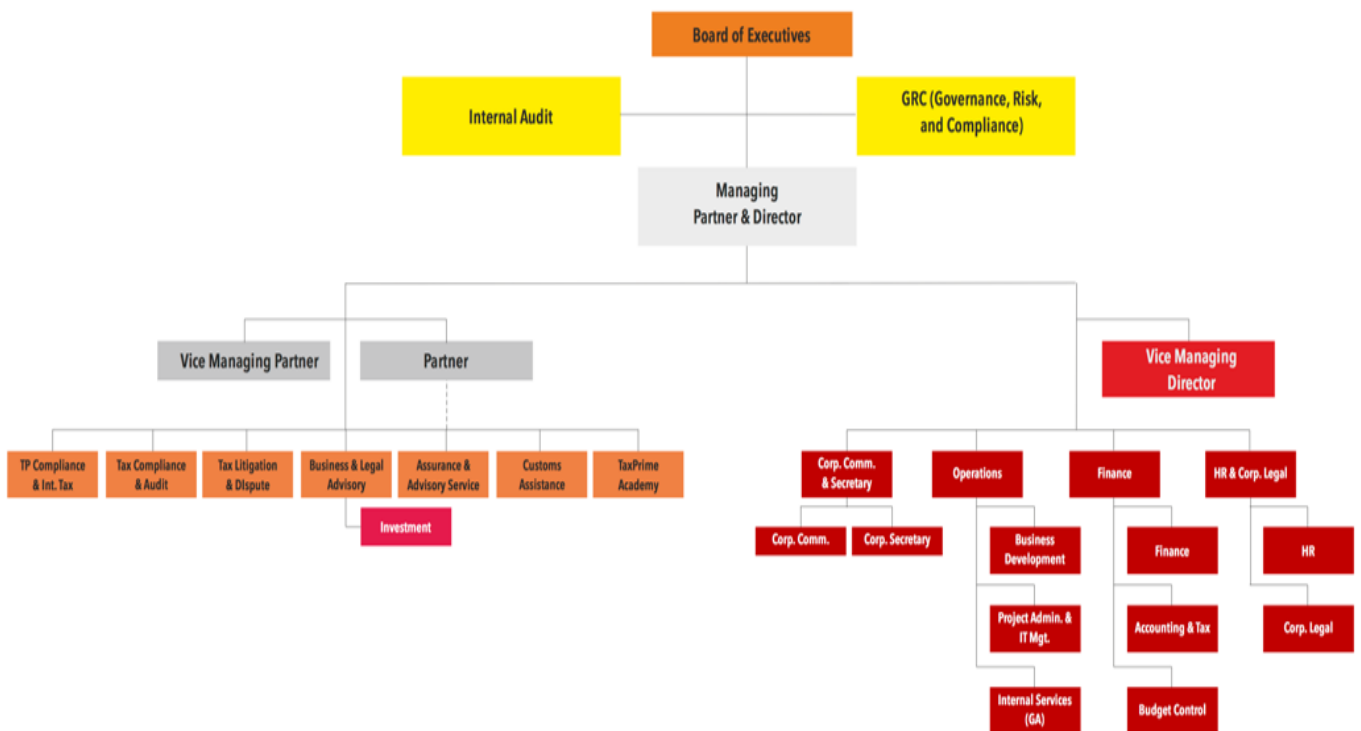 Board of Executives
Internal Audit
GRC (Governance, Risk,
and Compliance)
Managing
Partner & Director
Vice Managing Partner
Partner
Vice Managing
Director
TP Compliance
& Int. Tax
Tax Compliance
& Audit
Tax Litigation
& DIspute
Business & Legal
Advisory
Assurance &
Advisory Service
Customs
Assistance
TaxPrime
Academy
Investment
Corp. Comm.
& Secretary
Operations
Finance
HR & Corp. Legal
Corp. Comm.
Corp. Secretary
Business
Development
Finance
HR
Project Admin. &
IT Mgt.
Accounting & Tax
Corp. Legal
Internal Services
(GA)
Budget Control